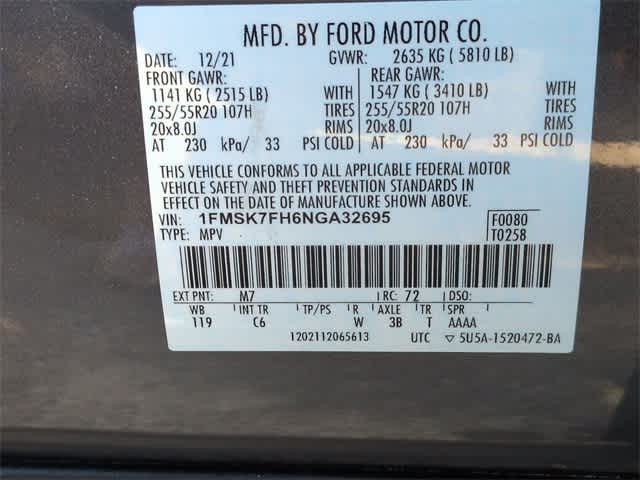 MFD. BY FORD MOTOR CO.
DATE: 12/21 GVWR: 2635 KG ( 5810 LB)
FRONT GAWR: REAR GAWR:
1141 KG ( 2515 LB) WITH 1547 KG ( 3410 LB) WITH
255/55R20 107H TIRES 255/55R20 107H TIRES
20x8.0J RIMS 20x8.0J RIMS
AT 230 kPa/ 33 PSI COLD AT 230 kPa/ 33 PSI COLD
THIS VEHICLE CONFORMS TO ALL APPLICABLE FEDERAL MOTOR
VEHICLE SAFETY AND THEFT PREVENTION STANDARDS IN
EFFECT ON THE DATE OF MANUFACTURE SHOWN ABOVE.
VIN: 1FMSK7FH6NGA32695 F0080
TYPE: MPV T0258
EXT PNT: M7 RC: 72 DSO:
WB INT TR TP/PS R AXLE TR SPR
119 C6 W 3B T AAAA
1202112065613 UTC ▽ 5U5A-1520472-BA